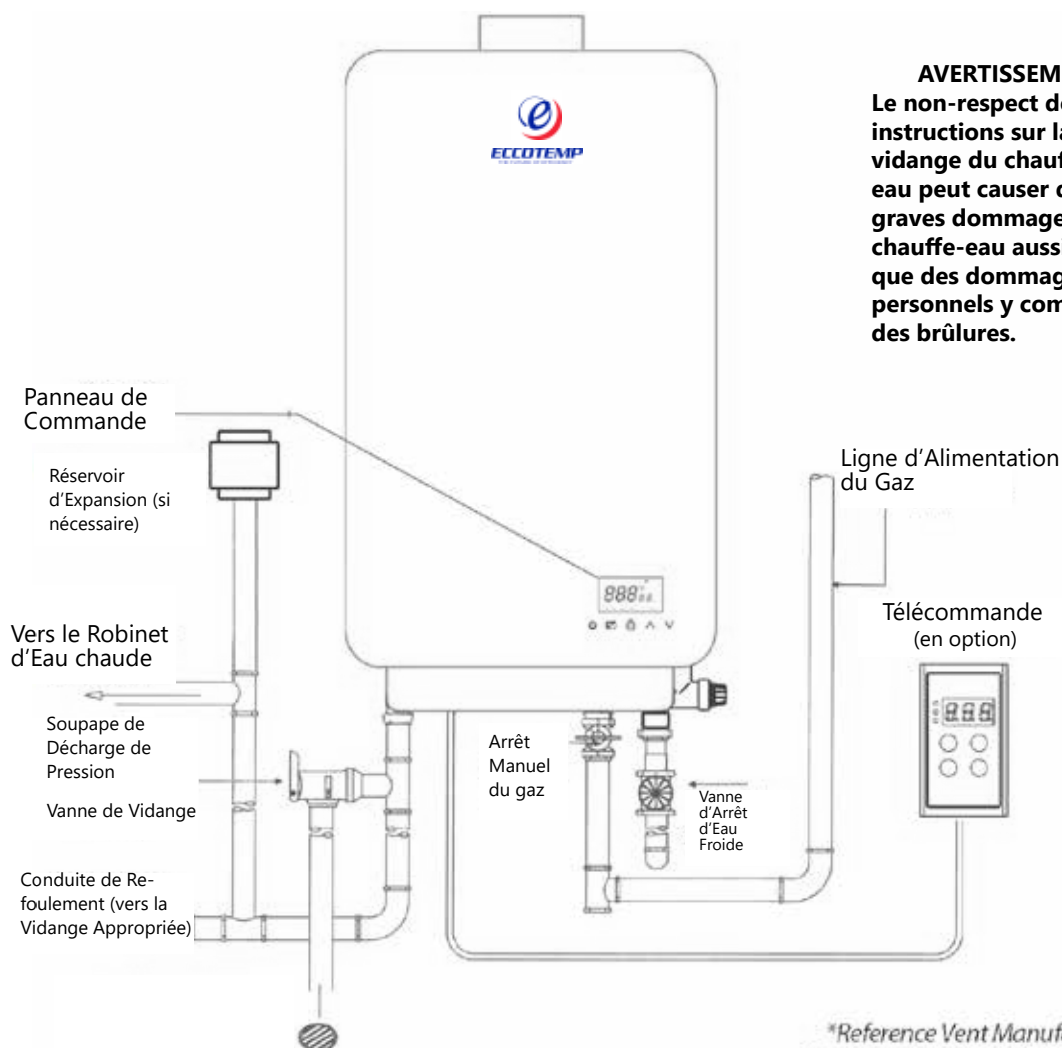 ECCOTEMP
AVERTISSEM
Le non-respect de
instructions sur la
vidange du chauf
eau peut causer d
graves dommage
chauffe-eau auss
que des dommag
personnels y com
des brûlures.
Panneau de
Commande
Réservoir
d'Expansion (si
nécessaire)
Ligne d'Alimentation
du Gaz
888
Télécommande
(en option)
Vers le Robinet
d'Eau chaude
Soupape de
Décharge de
Pression
Vanne de Vidange
Arrêt
Manuel
du gaz
Vanne
d'Arrêt
d'Eau
Froide
Conduite de Re-
foulement (vers la
Vidange Appropriée)
*Reference Vent Manuf